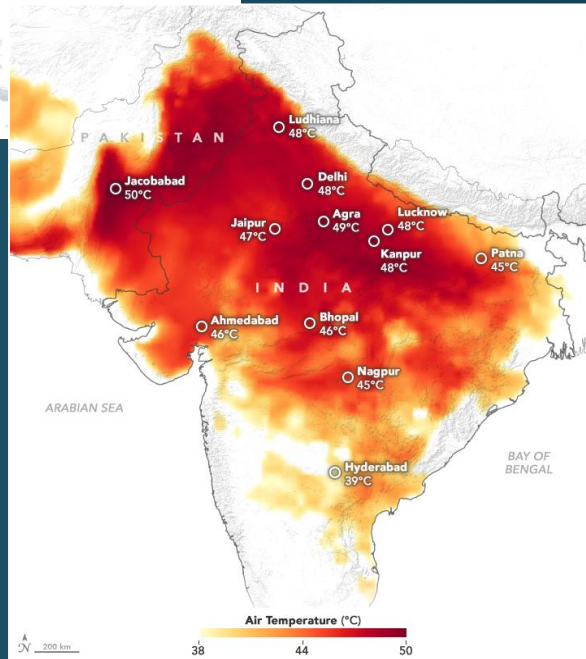 Ludhiana
48°C
PAKISTAN
Jacobabad
50°C
Delhi
48°C
Agra
49°C
Lucknow
48°C
Jaipur
47°C
Kanpur
48°C
Patna
45°C
INDIA
Ahmedabad
46°C
Bhopal
46°C
Nagpur
45°C
ARABIAN SEA
BAY OF
BENGAL
Hyderabad
39°C
Air Temperature (°C)
N
200 km
38
44
50